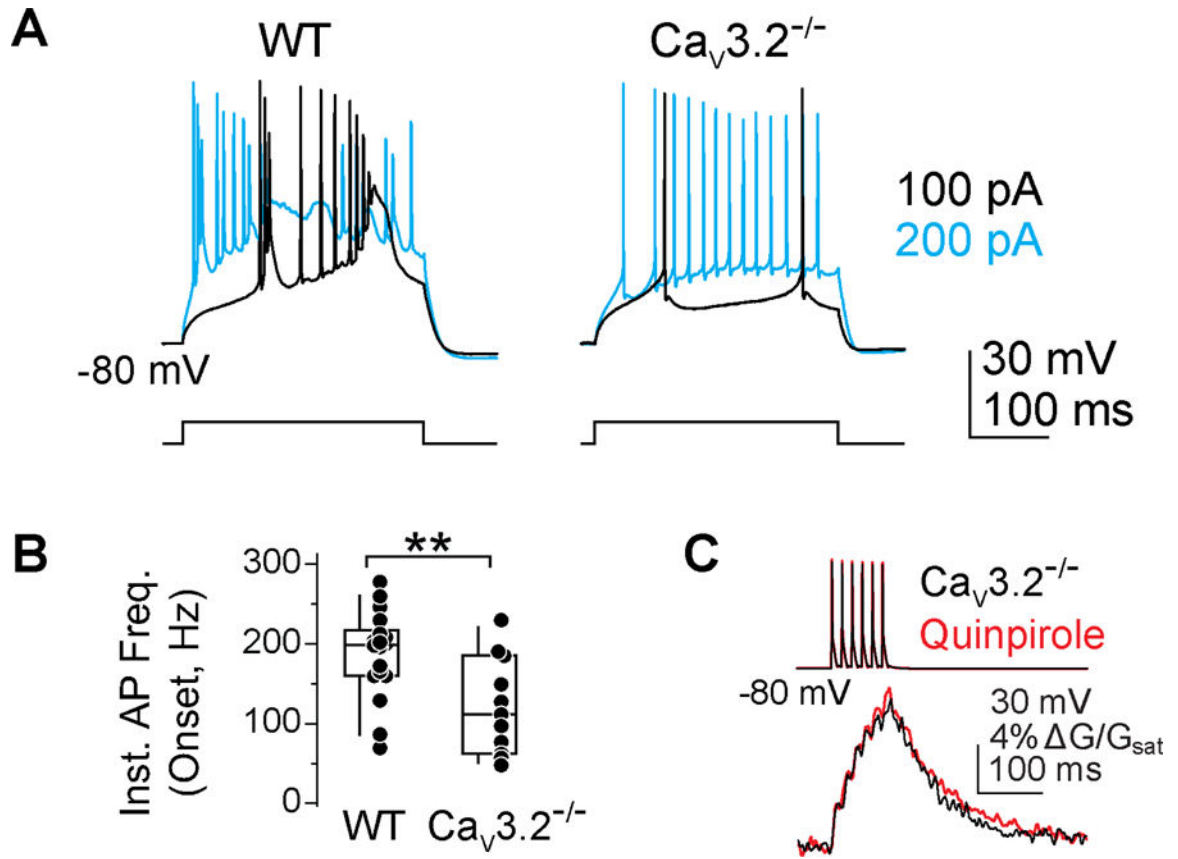 A
WT
CaV3.2-/-
100 pA
200 pA
-80 mV
30 mV
100 ms
B
Inst. AP Freq.
(Onset, Hz)
300
200
100
0
**
WT
CaV3.2-/-
C
CaV3.2-/-
Quinpirole
-80 mV
30 mV
4% ΔG/Gsat
100 ms